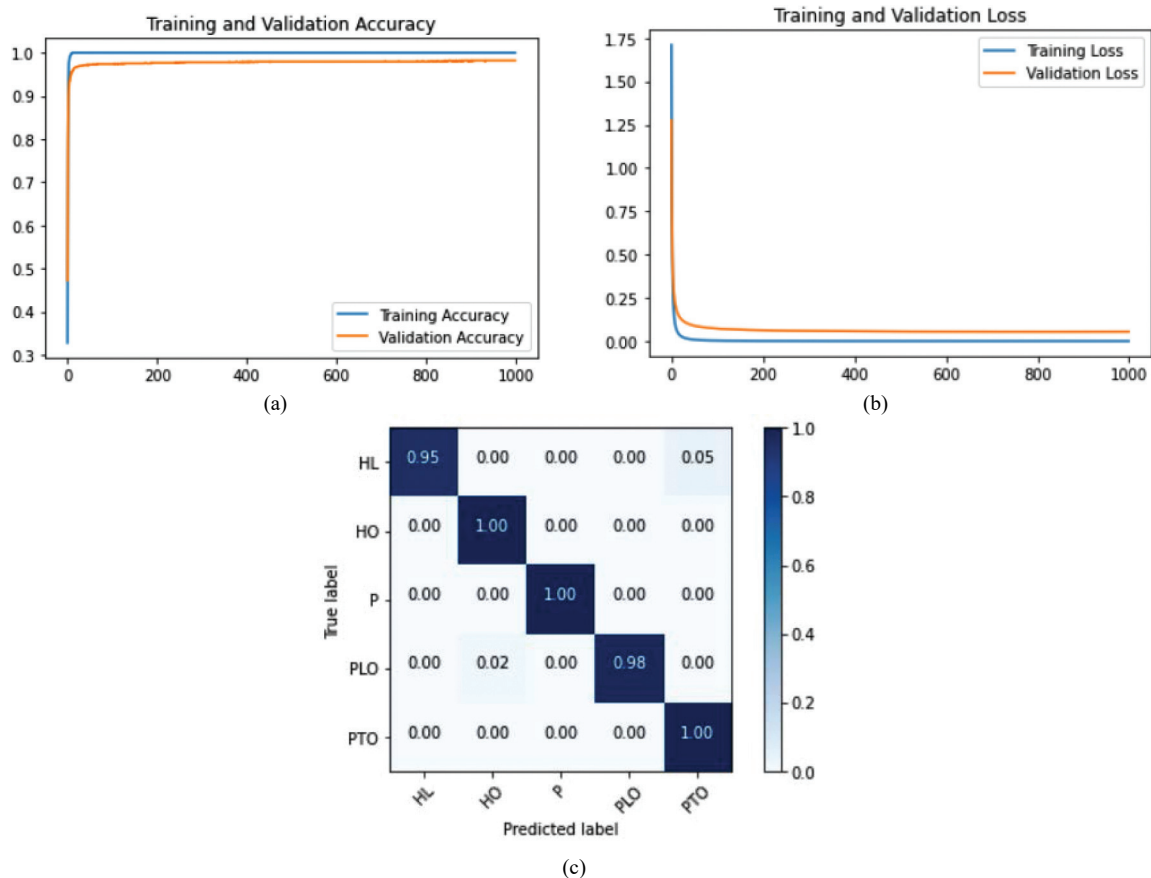 Training and Validation Accuracy
1.0
0.9
0.8
0.7
0.6
0.5
0.4
0.3
Training Accuracy
Validation Accuracy
0 200 400 600 800 1000
(a)
Training and Validation Loss
1.75
1.50
1.25
1.00
0.75
0.50
0.25
0.00
Training Loss
Validation Loss
0 200 400 600 800 1000
(b)
True label
HL 0.95 0.00 0.00 0.00 0.05
HO 0.00 1.00 0.00 0.00 0.00
P 0.00 0.00 1.00 0.00 0.00
PLO 0.00 0.02 0.00 0.98 0.00
PTO 0.00 0.00 0.00 0.00 1.00
HL HO P PLO PTO
Predicted label
1.0
0.8
0.6
0.4
0.2
0.0
(c)